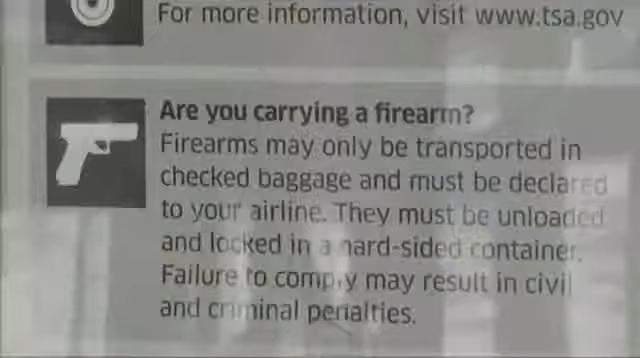 For more information, visit www.tsa.gov
Are you carrying a firearm?
Firearms may only be transported in
checked baggage and must be declared
to your airline. They must be unloaded
and locked in a hard-sided container.
Failure to comply may result in civil
and criminal penalties.